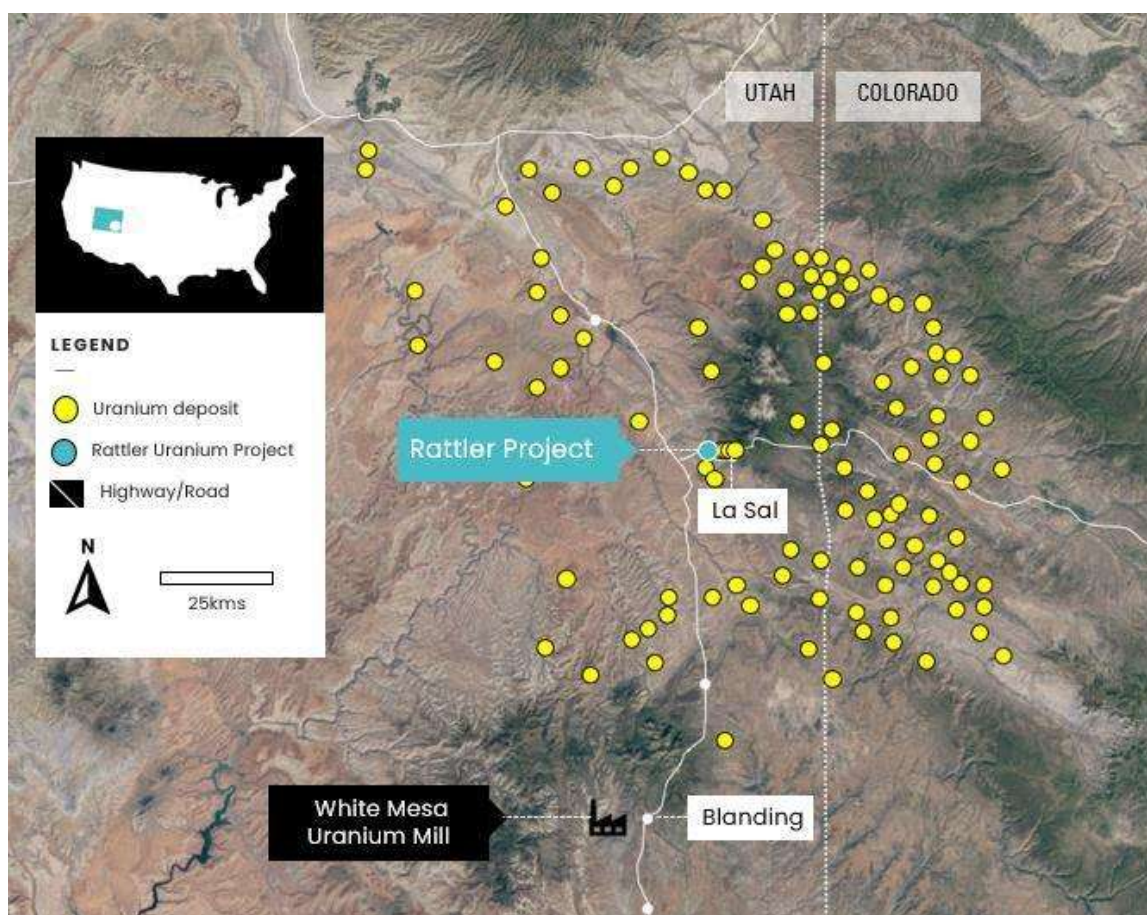 UTAH
COLORADO
LEGEND
Uranium deposit
Rattler Uranium Project
Highway/Road
N
25kms
Rattler Project
La Sal
White Mesa
Uranium Mill
Blanding